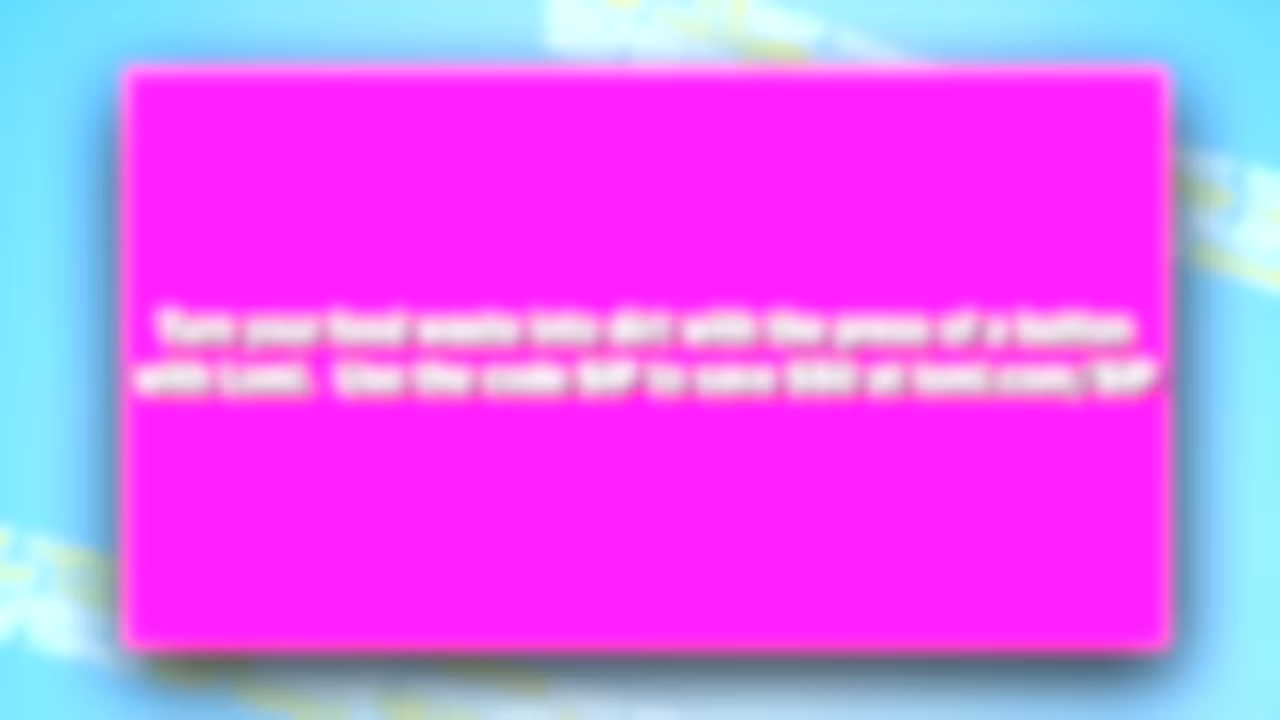 Turn your food waste into dirt with the press of a button
with Lomi. Use the code to save $50 at